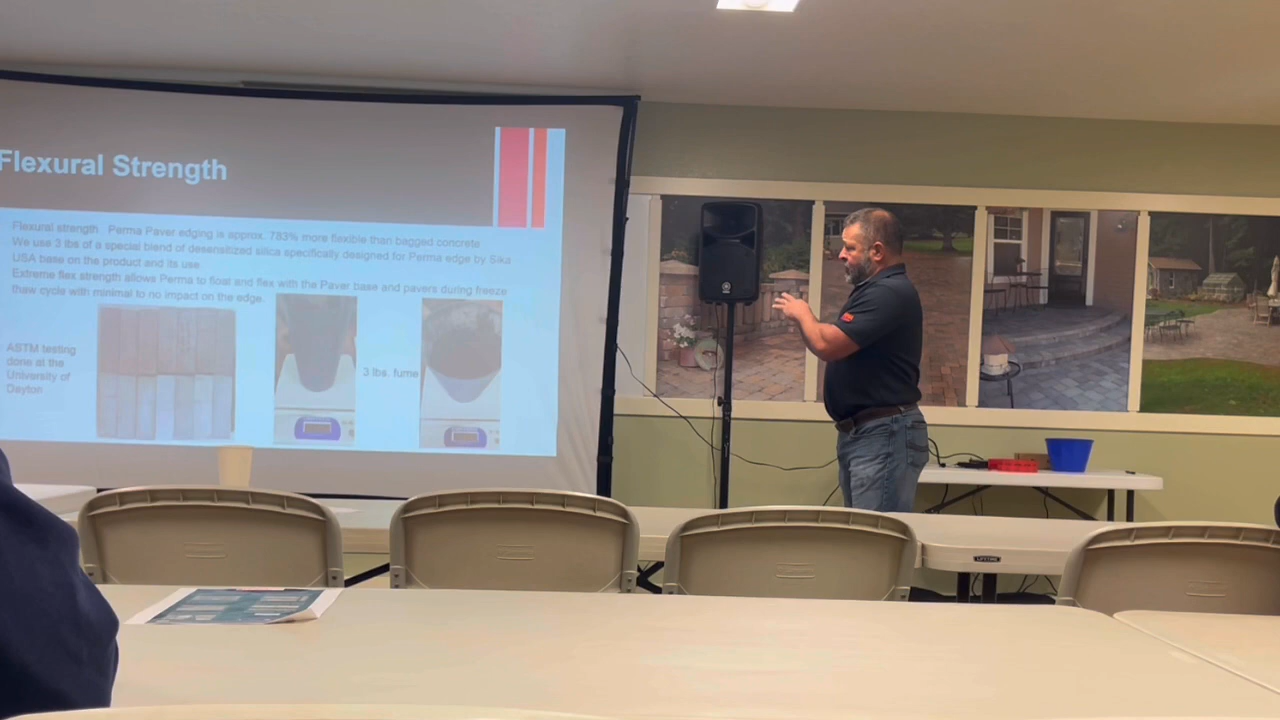 Flexural Strength
Flexural strength. Perma Paver edging is approx. 783% more flexible than bagged concrete
We use 3 lbs of a special blend of desensitized silica specifically designed for Perma edge by Sika
USA base on the product and its use.
Extreme flex strength allows Perma to float and flex with the Paver base and pavers during freeze
thaw cycle with minimal to no impact on the edge.
ASTM testing
done at the
University of
Dayton
3 lbs. fume
LIFETIME